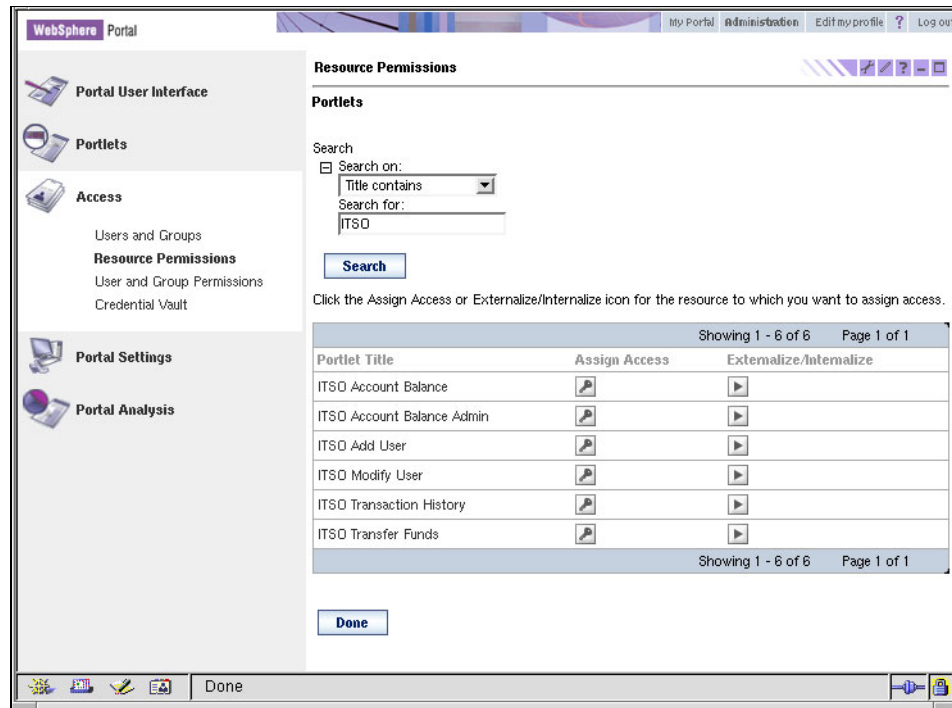 WebSphere Portal
My Portal Administration Edit my profile ? Log out
Portal User Interface
Portlets
Access
Users and Groups
Resource Permissions
User and Group Permissions
Credential Vault
Portal Settings
Portal Analysis
Resource Permissions
?
Portlets
Search
Search on:
Title contains
Search for:
ITSO
Search
Click the Assign Access or Externalize/Internalize icon for the resource to which you want to assign access.
Showing 1 - 6 of 6 Page 1 of 1
Portlet Title Assign Access Externalize/Internalize
ITSO Account Balance
ITSO Account Balance Admin
ITSO Add User
ITSO Modify User
ITSO Transaction History
ITSO Transfer Funds
Showing 1 - 6 of 6 Page 1 of 1
Done
Done